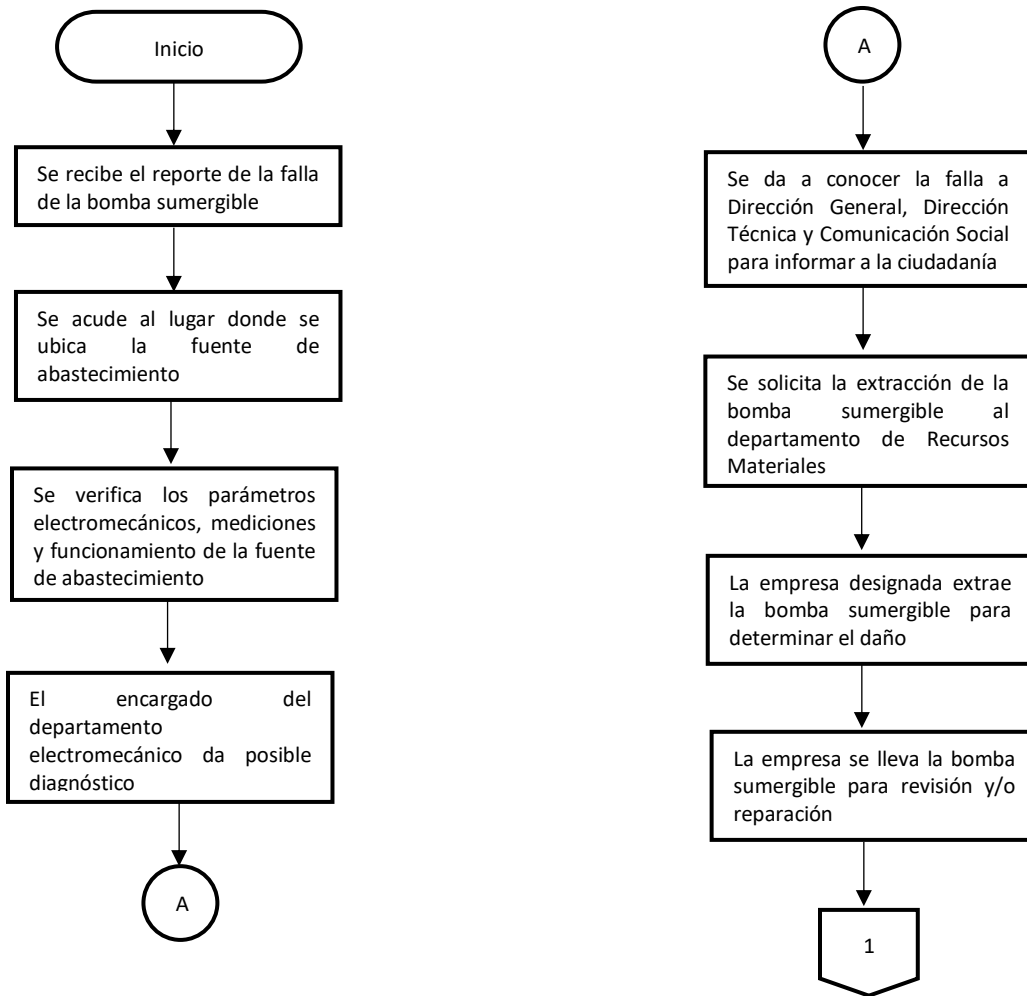 Inicio
Se recibe el reporte de la falla
de la bomba sumergible
Se acude al lugar donde se
ubica la fuente de
abastecimiento
Se verifica los parámetros
electromecánicos, mediciones
y funcionamiento de la fuente
de abastecimiento
El encargado del
departamento
electromecánico da posible
diagnóstico
A
A
Se da a conocer la falla a
Dirección General, Dirección
Técnica y Comunicación Social
para informar a la ciudadanía
Se solicita la extracción de la
bomba sumergible al
departamento de Recursos
Materiales
La empresa designada extrae
la bomba sumergible para
determinar el daño
La empresa se lleva la bomba
sumergible para revisión y/o
reparación
1